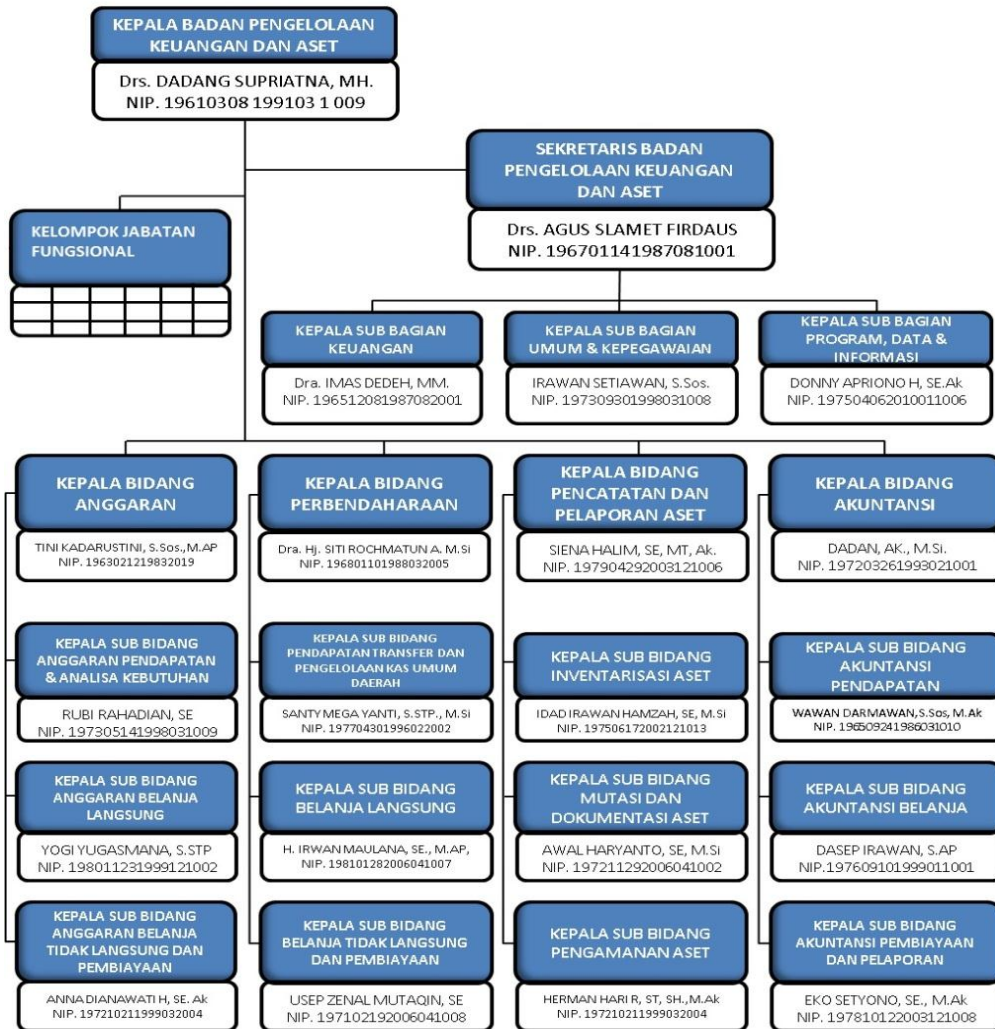 KEPALA BADAN PENGELOLAAN
KEUANGAN DAN ASET
Drs. DADANG SUPRIATNA, MH.
NIP. 19610308 199103 1 009
SEKRETARIS BADAN
PENGELOLAAN KEUANGAN
DAN ASET
Drs. AGUS SLAMET FIRDAUS
NIP. 196701141987081001
KELOMPOK JABATAN
FUNGSIONAL
KEPALA SUB BAGIAN
KEUANGAN
Dra. IMAS DEDEH, MM.
NIP. 196512081987082001
KEPALA SUB BAGIAN
UMUM & KEPEGAWAIAN
IRAWAN SETIAWAN, S.Sos.
NIP. 197309301998031008
KEPALA SUB BAGIAN
PROGRAM, DATA &
INFORMASI
DONNY APRIONO H, SE.Ak
NIP. 197504062010011006
KEPALA BIDANG
ANGGARAN
TINI KADARUSTINI, S.Sos.,M.AP
NIP. 1963021219832019
KEPALA BIDANG
PERBENDAHARAAN
Dra. Hj. SITI ROCHMATUN A. M.Si
NIP. 196801101988032005
KEPALA BIDANG
PENCATATAN DAN
PELAPORAN ASET
SIENA HALIM, SE, MT, Ak.
NIP. 197904292003121006
KEPALA BIDANG
AKUNTANSI
DADAN, AK., M.Si.
NIP. 197203261993021001
KEPALA SUB BIDANG
ANGGARAN PENDAPATAN
& ANALISA KEBUTUHAN
RUBI RAHADIAN, SE
NIP. 197305141998031009
KEPALA SUB BIDANG
PENDAPATAN TRANSFER DAN
PENGELOLAAN KAS UMUM
DAERAH
SANTY MEGA YANTI, S.STP., M.Si
NIP. 197704301996022002
KEPALA SUB BIDANG
INVENTARISASI ASET
IDAD IRAWAN HAMZAH, SE, M.Si
NIP. 197506172002121013
KEPALA SUB BIDANG
AKUNTANSI
PENDAPATAN
WAWAN DARMAWAN,S.Sos, M.Ak
NIP. 196509241986031010
KEPALA SUB BIDANG
ANGGARAN BELANJA
LANGSUNG
YOGI YUGASMANA, S.STP
NIP. 198011231999121002
KEPALA SUB BIDANG
BELANJA LANGSUNG
H. IRWAN MAULANA, SE., M.AP,
NIP. 198101282006041007
KEPALA SUB BIDANG
MUTASI DAN
DOKUMENTASI ASET
AWAL HARYANTO, SE, M.Si
NIP. 197211292006041002
KEPALA SUB BIDANG
AKUNTANSI BELANJA
DASEP IRAWAN, S.AP
NIP. 197609101999011001
KEPALA SUB BIDANG
ANGGARAN BELANJA
TIDAK LANGSUNG DAN
PEMBIAYAAN
ANNA DIANAWATI H, SE. Ak
NIP. 197210211999032004
KEPALA SUB BIDANG
BELANJA TIDAK LANGSUNG
DAN PEMBIAYAAN
USEP ZENAL MUTAQIN, SE
NIP. 197102192006041008
KEPALA SUB BIDANG
PENGAMANAN ASET
HERMAN HARI R, ST, SH.,M.Ak
NIP. 197210211999032004
KEPALA SUB BIDANG
AKUNTANSI PEMBIAYAAN
DAN PELAPORAN
EKO SETYONO, SE., M.Ak
NIP. 197810122003121008